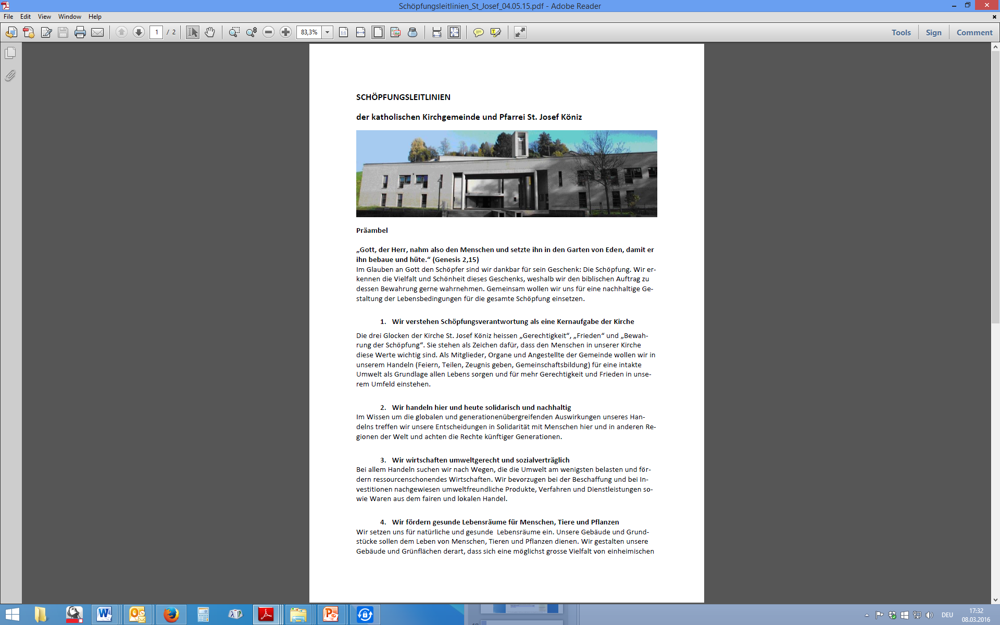 Schöpfungsleitlinien_St_Josef_04.05.15.pdf - Adobe Reader
File Edit View Window Help
1 / 2 83,3% Tools Sign Comment
SCHÖPFUNGSLEITLINIEN
der katholischen Kirchgemeinde und Pfarrei St. Josef Köniz
Präambel
„Gott, der Herr, nahm also den Menschen und setzte ihn in den Garten von Eden, damit er
ihn bebaue und hüte.“ (Genesis 2,15)
Im Glauben an Gott den Schöpfer sind wir dankbar für sein Geschenk: Die Schöpfung. Wir er-
kennen die Vielfalt und Schönheit dieses Geschenks, weshalb wir den biblischen Auftrag zu
dessen Bewahrung gerne wahrnehmen. Gemeinsam wollen wir uns für eine nachhaltige Ge-
staltung der Lebensbedingungen für die gesamte Schöpfung einsetzen.
1. Wir verstehen Schöpfungsverantwortung als eine Kernaufgabe der Kirche
Die drei Glocken der Kirche St. Josef Köniz heissen „Gerechtigkeit“, „Frieden“ und „Bewah-
rung der Schöpfung“. Sie stehen als Zeichen dafür, dass den Menschen in unserer Kirche
diese Werte wichtig sind. Als Mitglieder, Organe und Angestellte der Gemeinde wollen wir in
unserem Handeln (Feiern, Teilen, Zeugnis geben, Gemeinschaftsbildung) für eine intakte
Umwelt als Grundlage allen Lebens sorgen und für mehr Gerechtigkeit und Frieden in unse-
rem Umfeld einstehen.
2. Wir handeln hier und heute solidarisch und nachhaltig
Im Wissen um die globalen und generationenübergreifenden Auswirkungen unseres Han-
delns treffen wir unsere Entscheidungen in Solidarität mit Menschen hier und in anderen Re-
gionen der Welt und achten die Rechte künftiger Generationen.
3. Wir wirtschaften umweltgerecht und sozialverträglich
Bei allem Handeln suchen wir nach Wegen, die die Umwelt am wenigsten belasten und för-
dern ressourcenschonendes Wirtschaften. Wir bevorzugen bei der Beschaffung und bei In-
vestitionen nachgewiesen umweltfreundliche Produkte, Verfahren und Dienstleistungen so-
wie Waren aus dem fairen und lokalen Handel.
4. Wir fördern gesunde Lebensräume für Menschen, Tiere und Pflanzen
Wir setzen uns für natürliche und gesunde Lebensräume ein. Unsere Gebäude und Grund-
stücke sollen dem Leben von Menschen, Tieren und Pflanzen dienen. Wir gestalten unsere
Gebäude und Grünflächen derart, dass sich eine möglichst grosse Vielfalt von einheimischen
DEU 17:32
08.03.2016